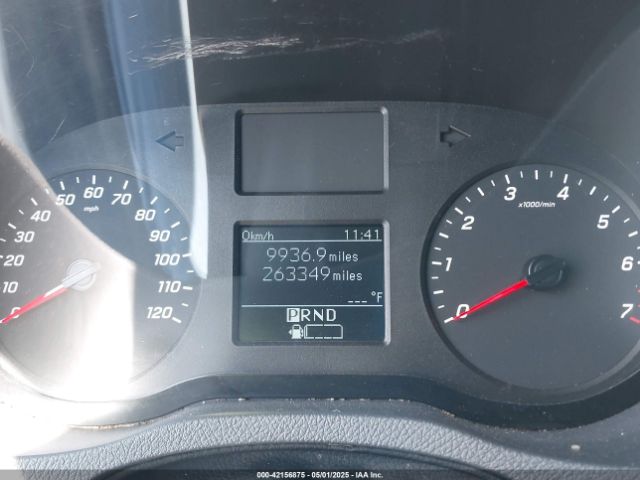 0km/h 11:41
9936.9 miles
263349 miles
_ _ _ °F
PRND
0 10 20 30 40 50 60 70 80 90 100 110 120
mph
0 1 2 3 4 5 6 7
x1000/min
000-42156875 - 05/01/2025 - IAA Inc.